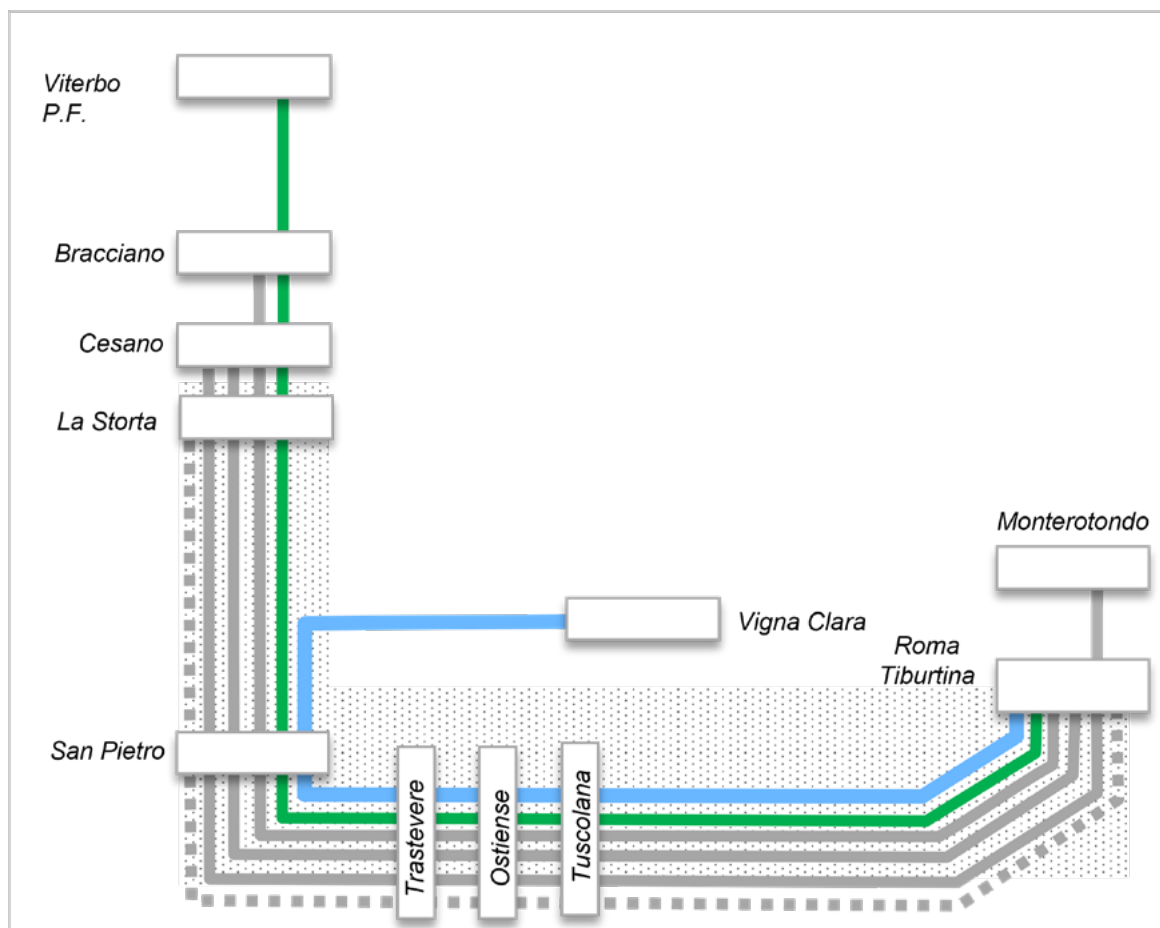 Viterbo
P.F.
Bracciano
Cesano
La Storta
Monterotondo
Vigna Clara
Roma
Tiburtina
San Pietro
Trastevere
Ostiense
Tuscolana